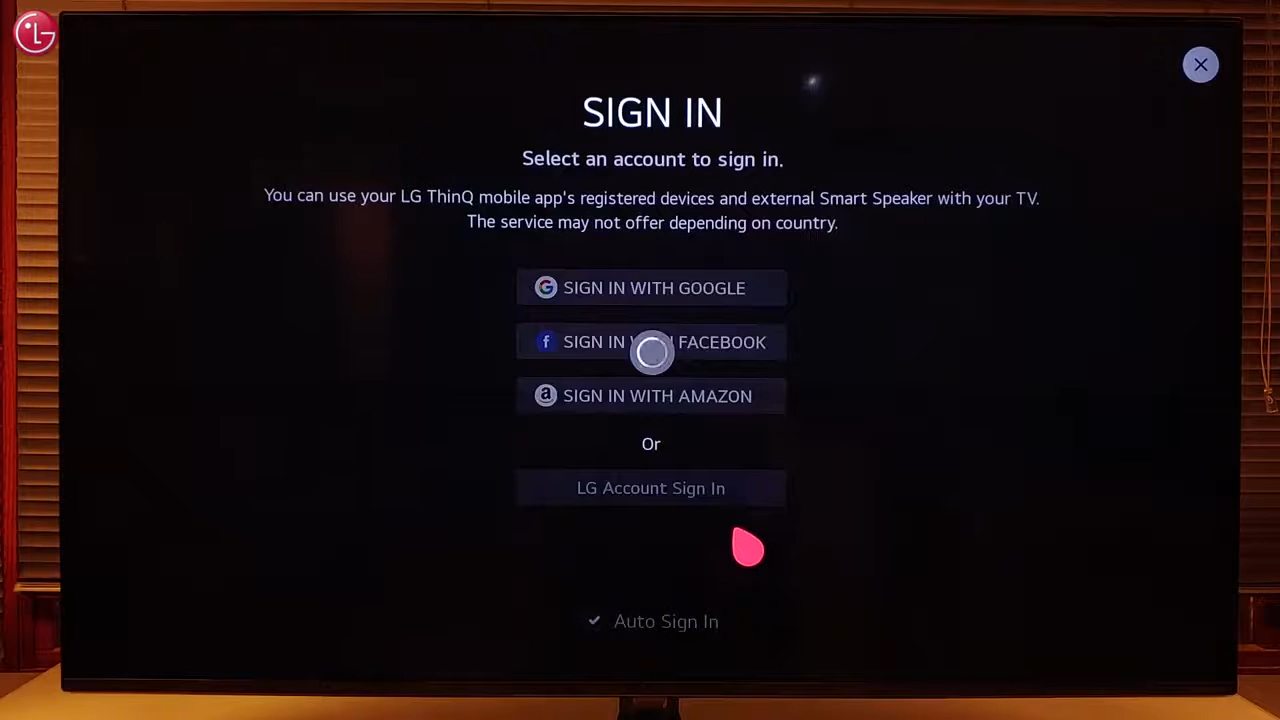 LG
SIGN IN
Select an account to sign in.
You can use your LG ThinQ mobile app's registered devices and external Smart Speaker with your TV.
The service may not offer depending on country.
G SIGN IN WITH GOOGLE
f SIGN IN FACEBOOK
a SIGN IN WITH AMAZON
Or
LG Account Sign In
Auto Sign In